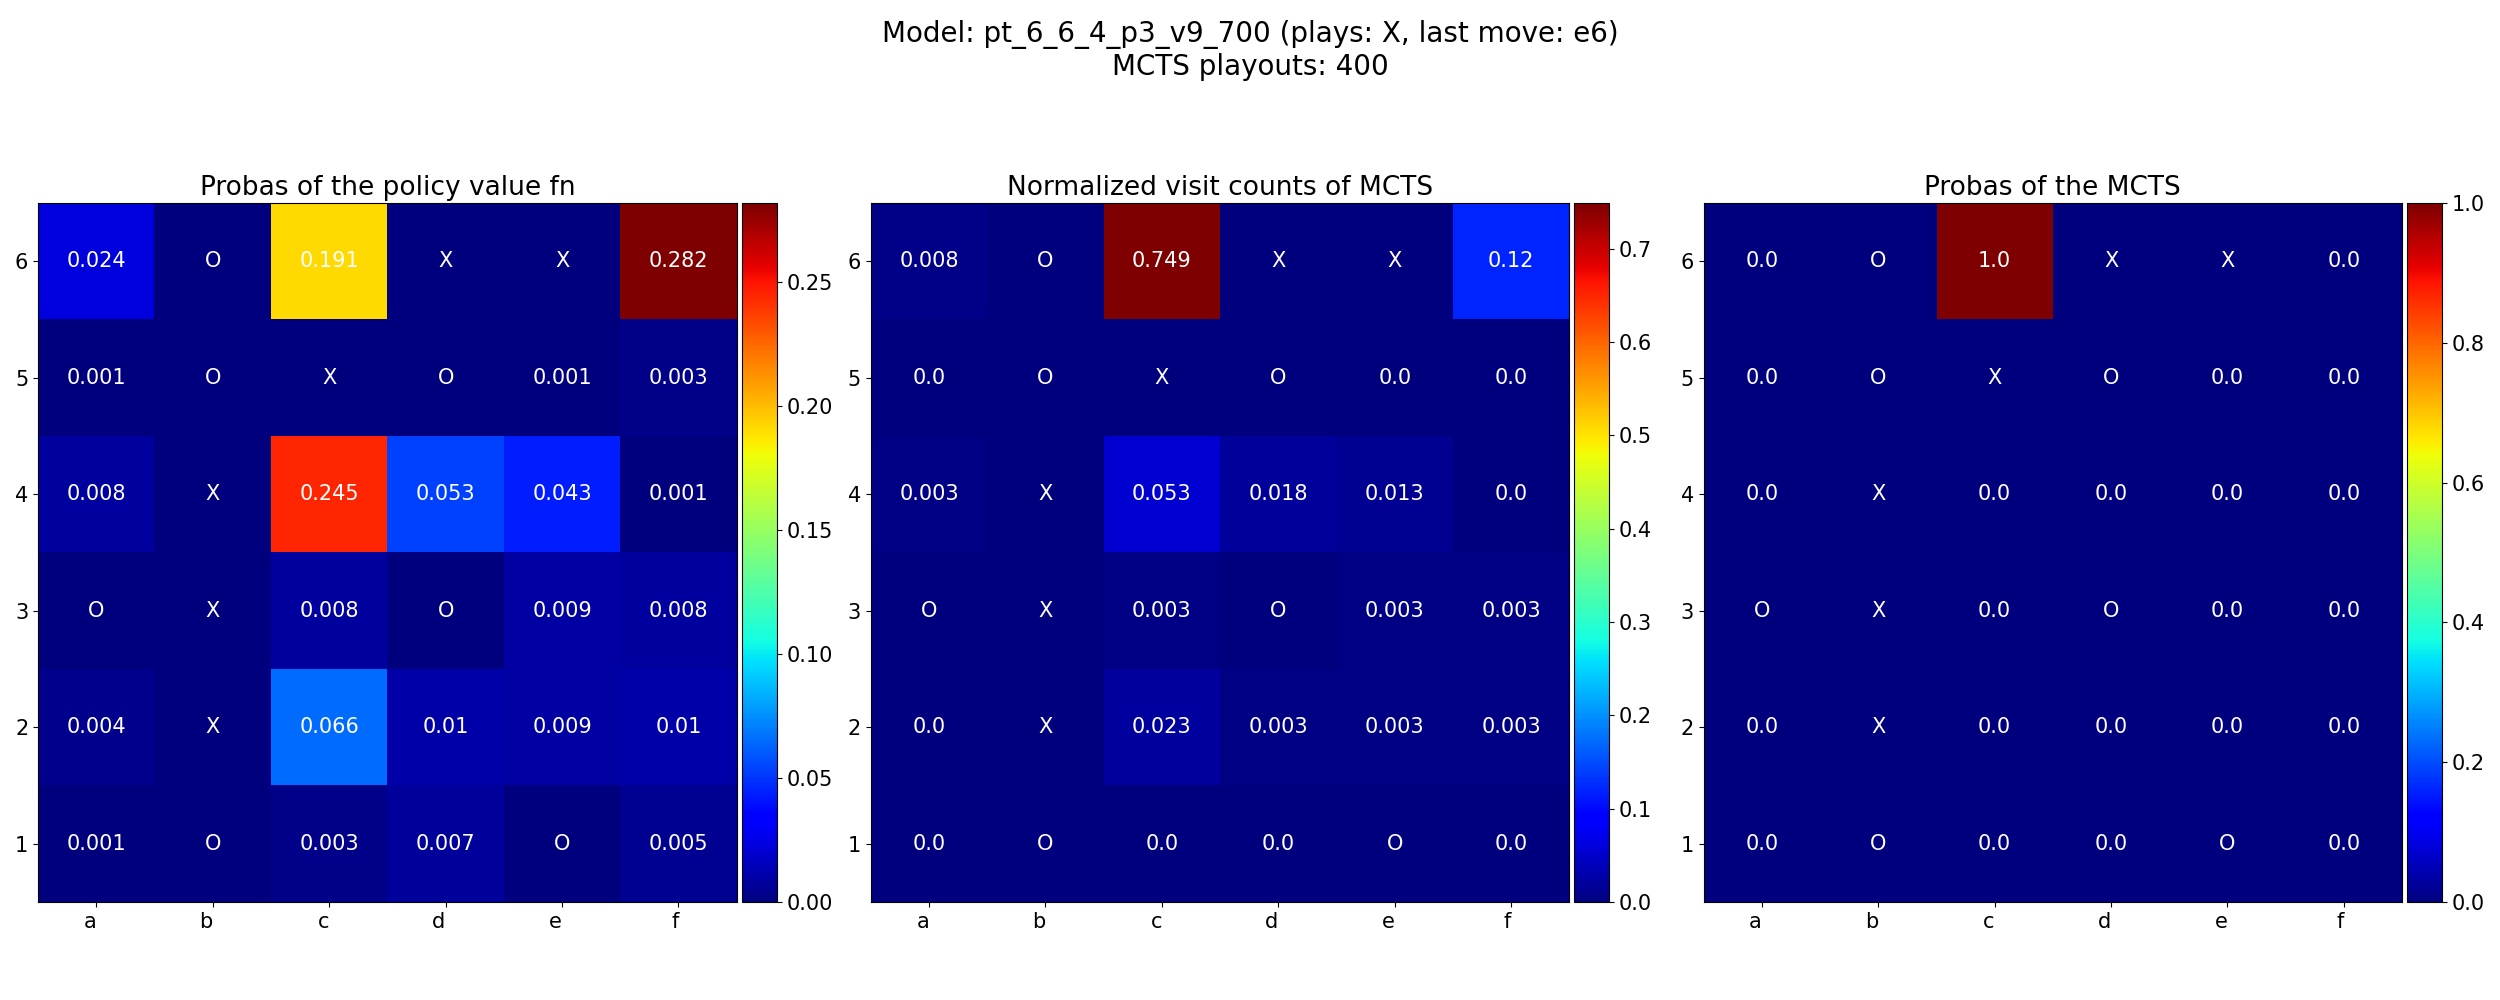 Model: pt_6_6_4_p3_v9_700 (plays: X, last move: e6)
MCTS playouts: 400
Probas of the policy value fn
6 0.024 O 0.191 X X 0.282
5 0.001 O X O 0.001 0.003
4 0.008 X 0.245 0.053 0.043 0.001
3 O X 0.008 O 0.009 0.008
2 0.004 X 0.066 0.01 0.009 0.01
1 0.001 O 0.003 0.007 O 0.005
a b c d e f
0.25
0.20
0.15
0.10
0.05
0.00
Normalized visit counts of MCTS
6 0.008 O 0.749 X X 0.12
5 0.0 O X O 0.0 0.0
4 0.003 X 0.053 0.018 0.013 0.0
3 O X 0.003 O 0.003 0.003
2 0.0 X 0.023 0.003 0.003 0.003
1 0.0 O 0.0 0.0 O 0.0
a b c d e f
0.7
0.6
0.5
0.4
0.3
0.2
0.1
0.0
Probas of the MCTS
6 0.0 O 1.0 X X 0.0
5 0.0 O X O 0.0 0.0
4 0.0 X 0.0 0.0 0.0 0.0
3 O X 0.0 O 0.0 0.0
2 0.0 X 0.0 0.0 0.0 0.0
1 0.0 O 0.0 0.0 O 0.0
a b c d e f
1.0
0.8
0.6
0.4
0.2
0.0